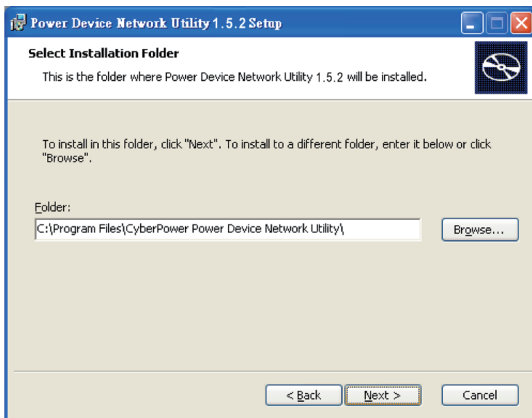 Power Device Network Utility 1.5.2 Setup
Select Installation Folder
This is the folder where Power Device Network Utility 1.5.2 will be installed.
To install in this folder, click "Next". To install to a different folder, enter it below or click
"Browse".
Folder:
C:\Program Files\CyberPower Power Device Network Utility\
Browse...
< Back
Next >
Cancel